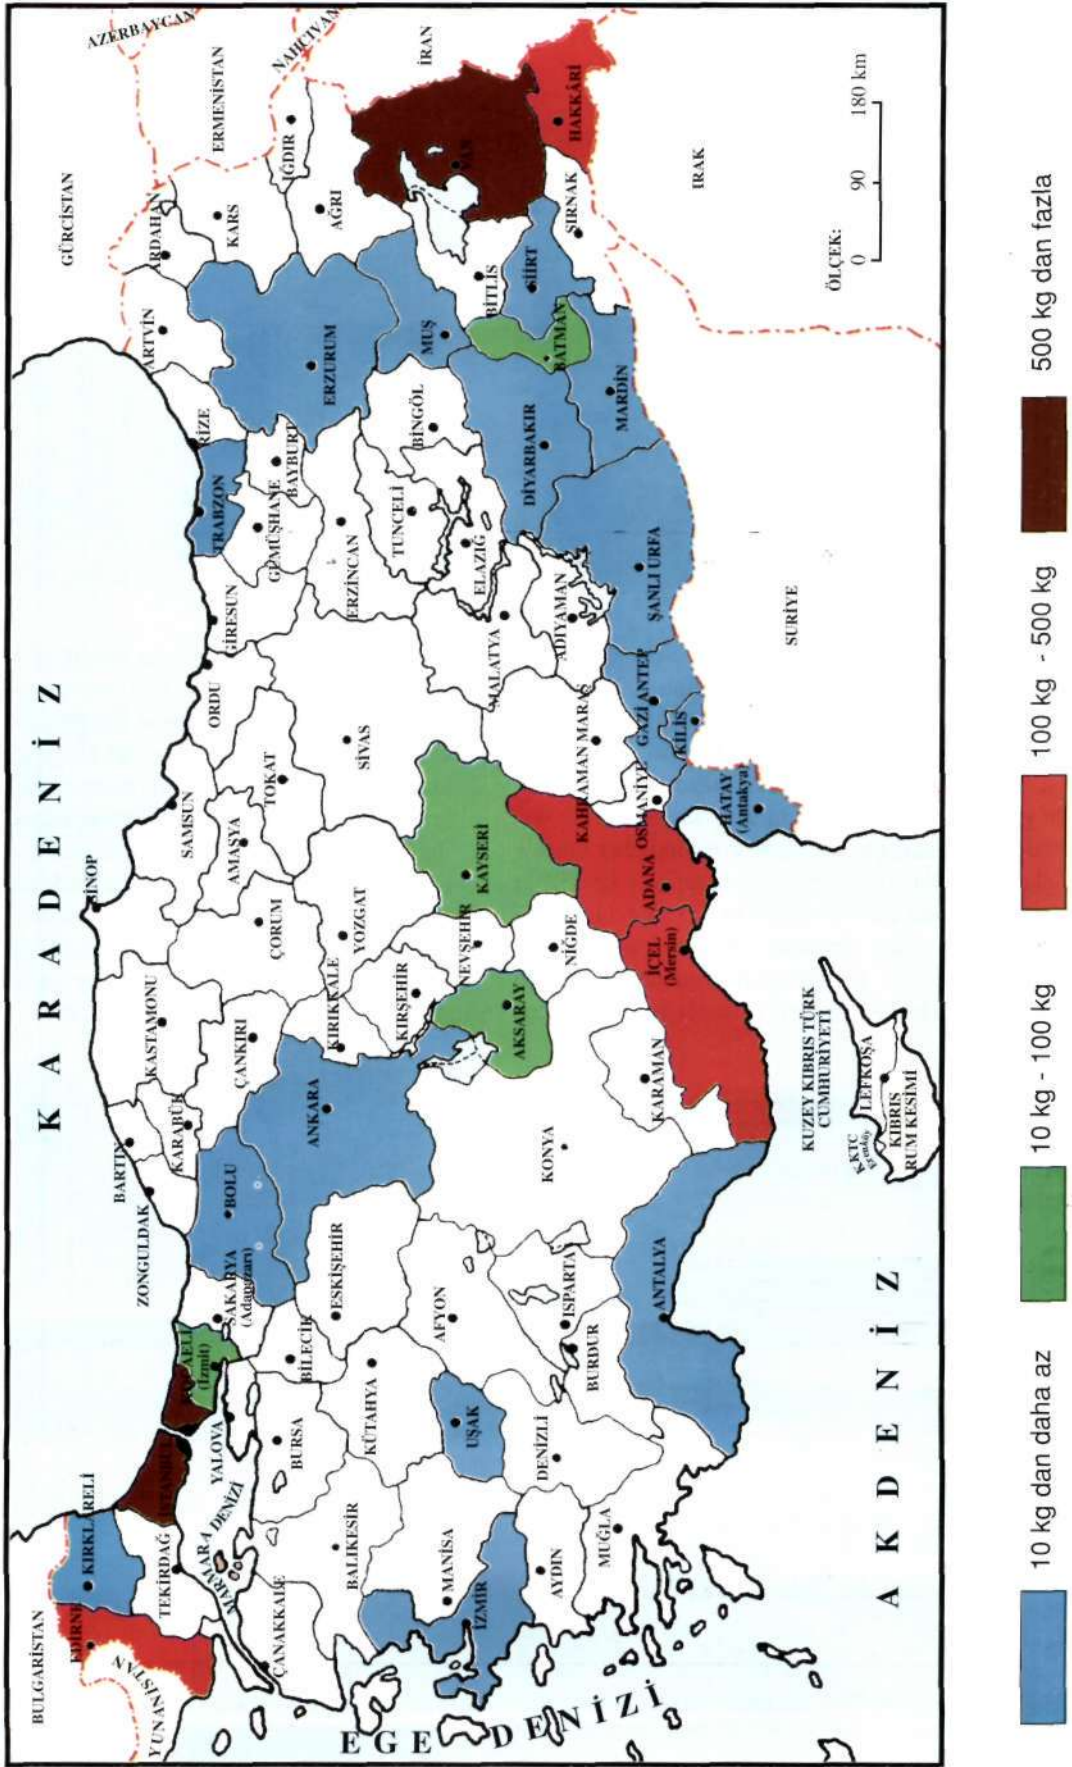 KARADENİZ
BULGARİSTAN
YUNANİSTAN
GÜRCİSTAN
AZERBAYCAN
ERMENİSTAN
NAHCIVAN
İRAN
IRAK
SURİYE
EDİRNE
KIRKLARELİ
TEKİRDAĞ
İSTANBUL
MARMARA DENİZİ
YALOVA
KOCAELİ
(İzmit)
SAKARYA
(Adapazarı)
ZONGULDAK
BARTIN
KARABÜK
BOLU
KASTAMONU
ÇANKIRI
SİNOP
SAMSUN
ÇORUM
AMASYA
TOKAT
ORDU
GİRESUN
GÜMÜŞHANE
TRABZON
BAYBURT
RİZE
ARTVİN
ARDAHAN
KARS
IĞDIR
AĞRI
ÇANAKKALE
BALIKESİR
BURSA
BİLECİK
KÜTAHYA
ESKİŞEHİR
ANKARA
KIRIKKALE
KIRŞEHİR
YOZGAT
SİVAS
ERZİNCAN
ERZURUM
TUNCELİ
BİNGÖL
MUŞ
BİTLİS
VAN
MANİSA
İZMİR
UŞAK
AFYON
KONYA
AKSARAY
NEVŞEHİR
KAYSERİ
NİĞDE
MALATYA
ELAZIĞ
DİYARBAKIR
BATMAN
SİİRT
ŞIRNAK
HAKKÂRİ
AYDIN
DENİZLİ
MUĞLA
BURDUR
ISPARTA
ANTALYA
KARAMAN
İÇEL
(Mersin)
ADANA
OSMANİYE
KAHRAMAN MARAŞ
ADIYAMAN
GAZİ ANTEP
KİLİS
HATAY
(Antakya)
ŞANLI URFA
MARDİN
EGE DENİZİ
AKDENİZ
KUZEY KIBRIS TÜRK
CUMHURİYETİ
KKTC
Erenköy
LEFKOŞA
KIBRIS
RUM KESİMİ
ÖLÇEK:
0 90 180 km
10 kg dan daha az
10 kg - 100 kg
100 kg - 500 kg
500 kg dan fazla